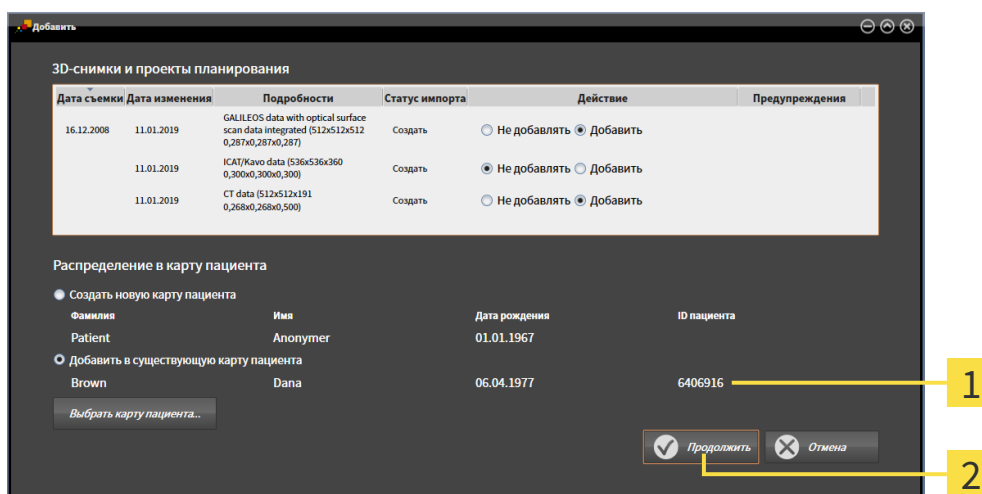 Добавить
3D-снимки и проекты планирования
Дата съемки Дата изменения Подробности Статус импорта Действие Предупреждения
GALILEOS data with optical surface
16.12.2008 11.01.2019 scan data integrated (512x512x512 Создать Не добавлять Добавить
0,287x0,287x0,287)
ICAT/Kavo data (536x536x360
11.01.2019 0,300x0,300x0,300) Создать Не добавлять Добавить
CT data (512x512x191
11.01.2019 0,268x0,268x0,500) Создать Не добавлять Добавить
Распределение в карту пациента
Создать новую карту пациента
Фамилия Имя Дата рождения ID пациента
Patient Anonymer 01.01.1967
Добавить в существующую карту пациента
Brown Dana 06.04.1977 6406916 1
Выбрать карту пациента...
Продолжить Отмена
2